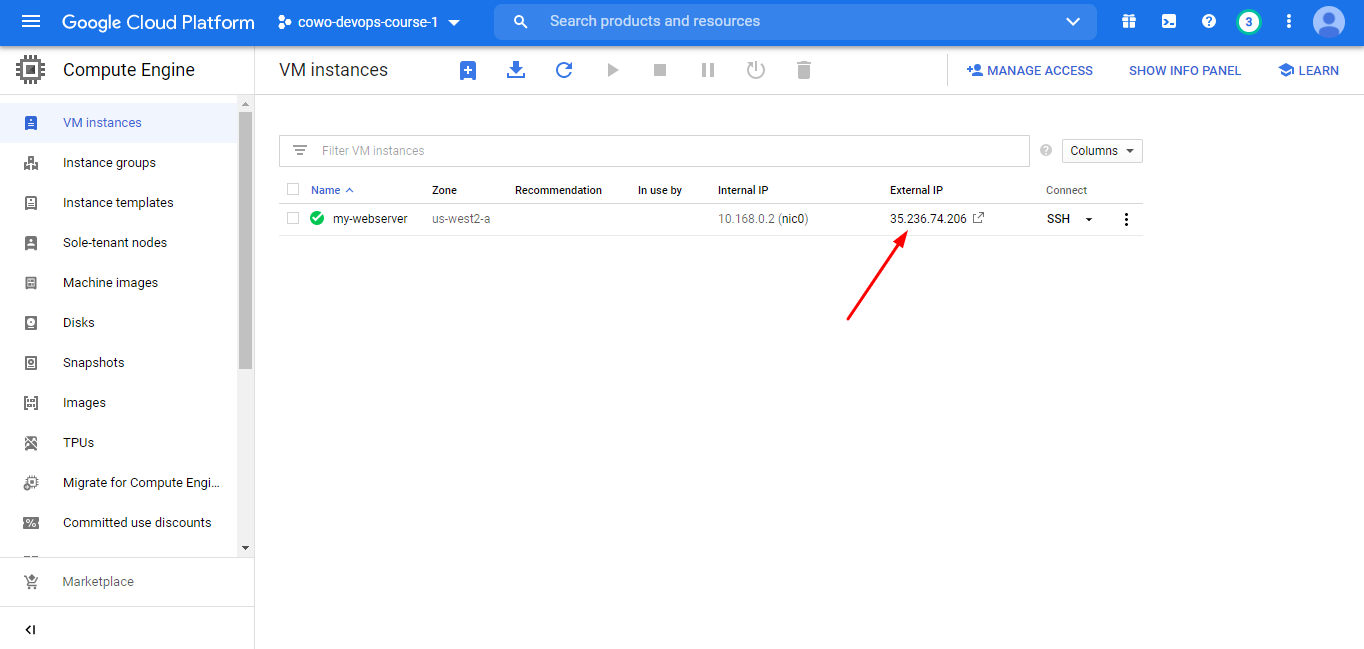 Google Cloud Platform cowo-devops-course-1 Search products and resources 3
Compute Engine
VM instances
MANAGE ACCESS SHOW INFO PANEL LEARN
VM instances
Instance groups
Instance templates
Sole-tenant nodes
Machine images
Disks
Snapshots
Images
TPUs
Migrate for Compute Engi...
Committed use discounts
Marketplace
Filter VM instances Columns
Name Zone Recommendation In use by Internal IP External IP Connect
my-webserver us-west2-a 10.168.0.2 (nic0) 35.236.74.206 SSH